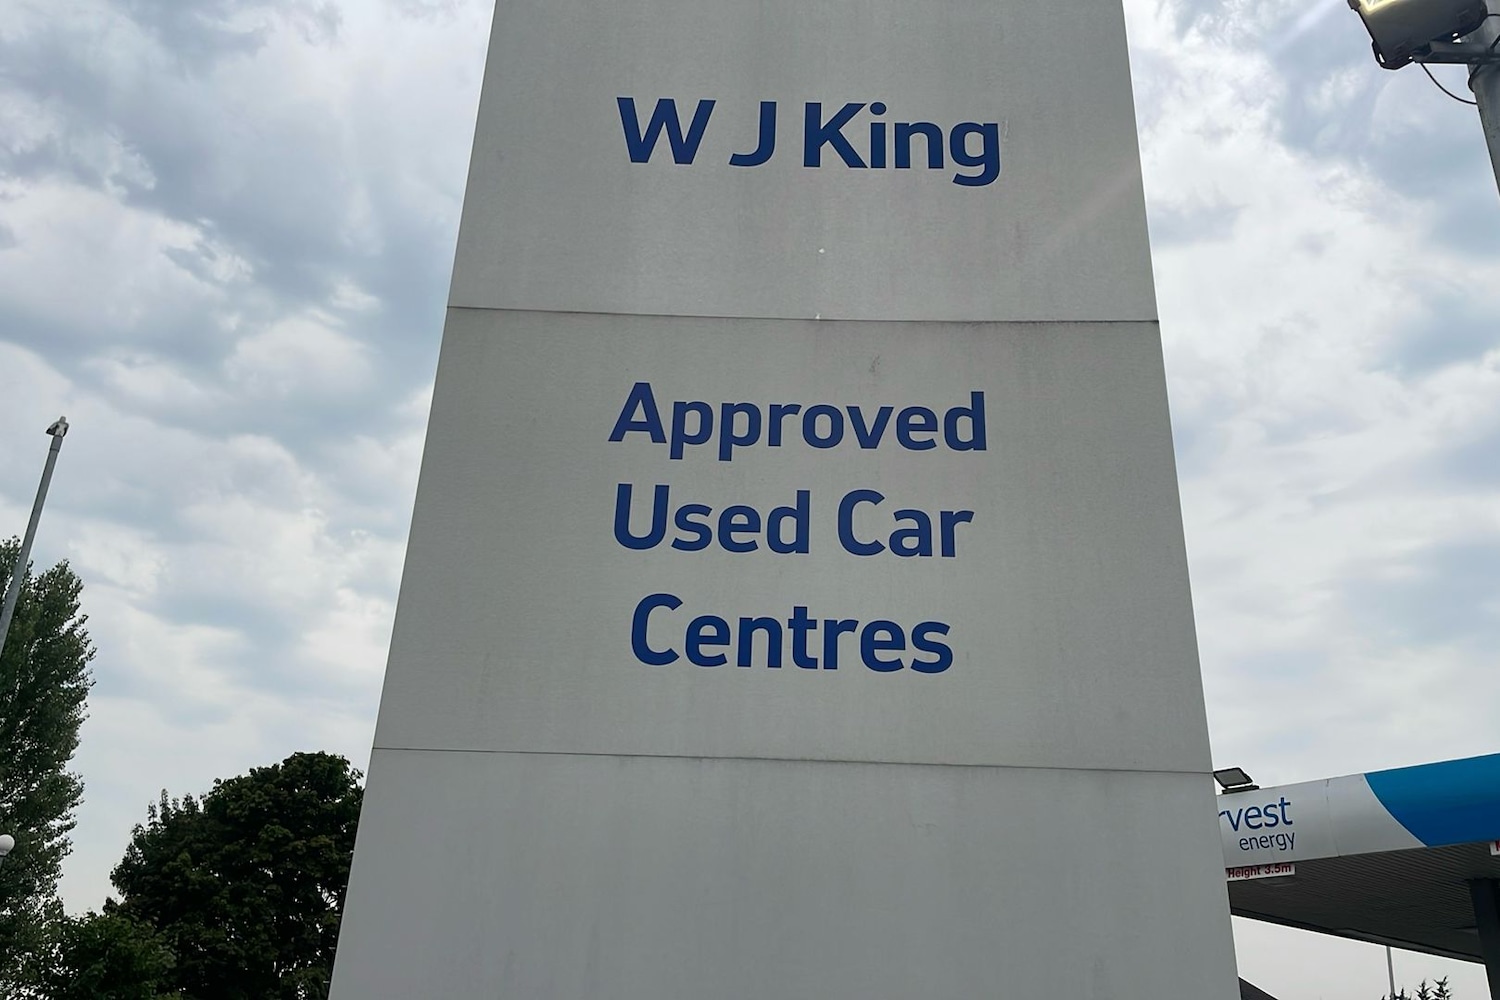 W J King
Approved
Used Car
Centres
rvest
energy
Height 3.5m